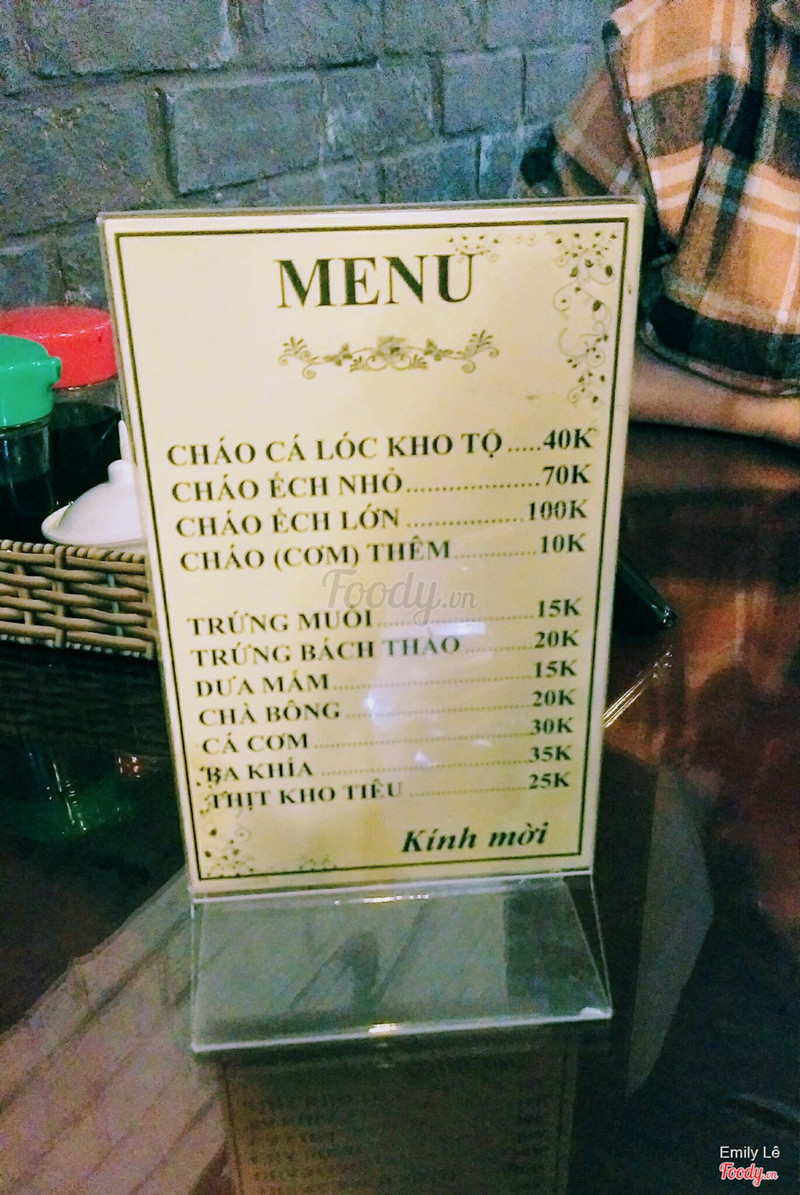 MENU
CHÁO CÁ LÓC KHO TỘ.....40K
CHÁO ẾCH NHỎ....................70K
CHÁO ẾCH LỚN..................100K
CHÁO (CƠM) THÊM.............10K
Foody.vn
TRỨNG MUỐI........................15K
TRỨNG BÁCH THẢO...........20K
DƯA MẮM.............................15K
CHÀ BÔNG...........................20K
CÁ CƠM................................30K
BA KHÍA...............................35K
THỊT KHO TIÊU..................25K
Kính mời
Emily Lê
Foody.vn